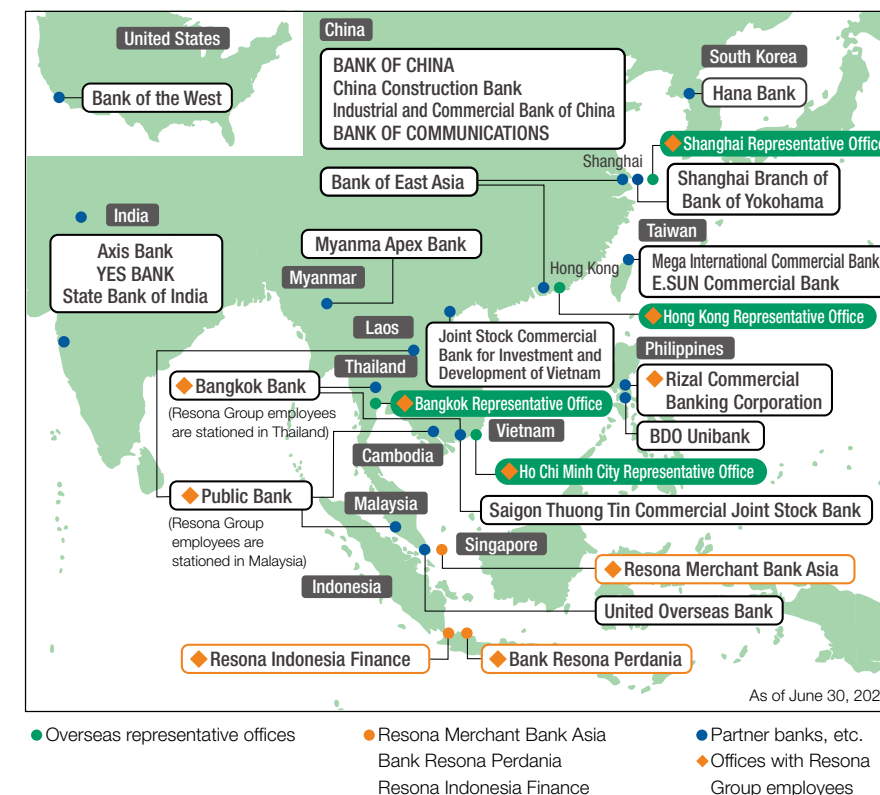 United States
Bank of the West
China
BANK OF CHINA
China Construction Bank
Industrial and Commercial Bank of China
BANK OF COMMUNICATIONS
South Korea
Hana Bank
Shanghai Representative
Shanghai
Bank of East Asia
Shanghai Branch of
Bank of Yokohama
India
Axis Bank
YES BANK
State Bank of India
Myanma Apex Bank
Myanmar
Taiwan
Mega International Commercial Bank
E.SUN Commercial Bank
Hong Kong
Hong Kong Representative Office
Laos
Joint Stock Commercial
Bank for Investment and
Development of Vietnam
Philippines
Rizal Commercial
Banking Corporation
BDO Unibank
Thailand
Bangkok Bank
(Resona Group employees
are stationed in Thailand)
Bangkok Representative Office
Vietnam
Cambodia
Ho Chi Minh City Representative Office
Public Bank
(Resona Group
employees are
stationed in Malaysia)
Malaysia
Saigon Thuong Tin Commercial Joint Stock Bank
Singapore
Resona Merchant Bank Asia
Indonesia
United Overseas Bank
Resona Indonesia Finance
Bank Resona Perdania
As of June 30,
Overseas representative offices
Resona Merchant Bank Asia
Bank Resona Perdania
Resona Indonesia Finance
Partner banks, etc.
Offices with Resona
Group employees